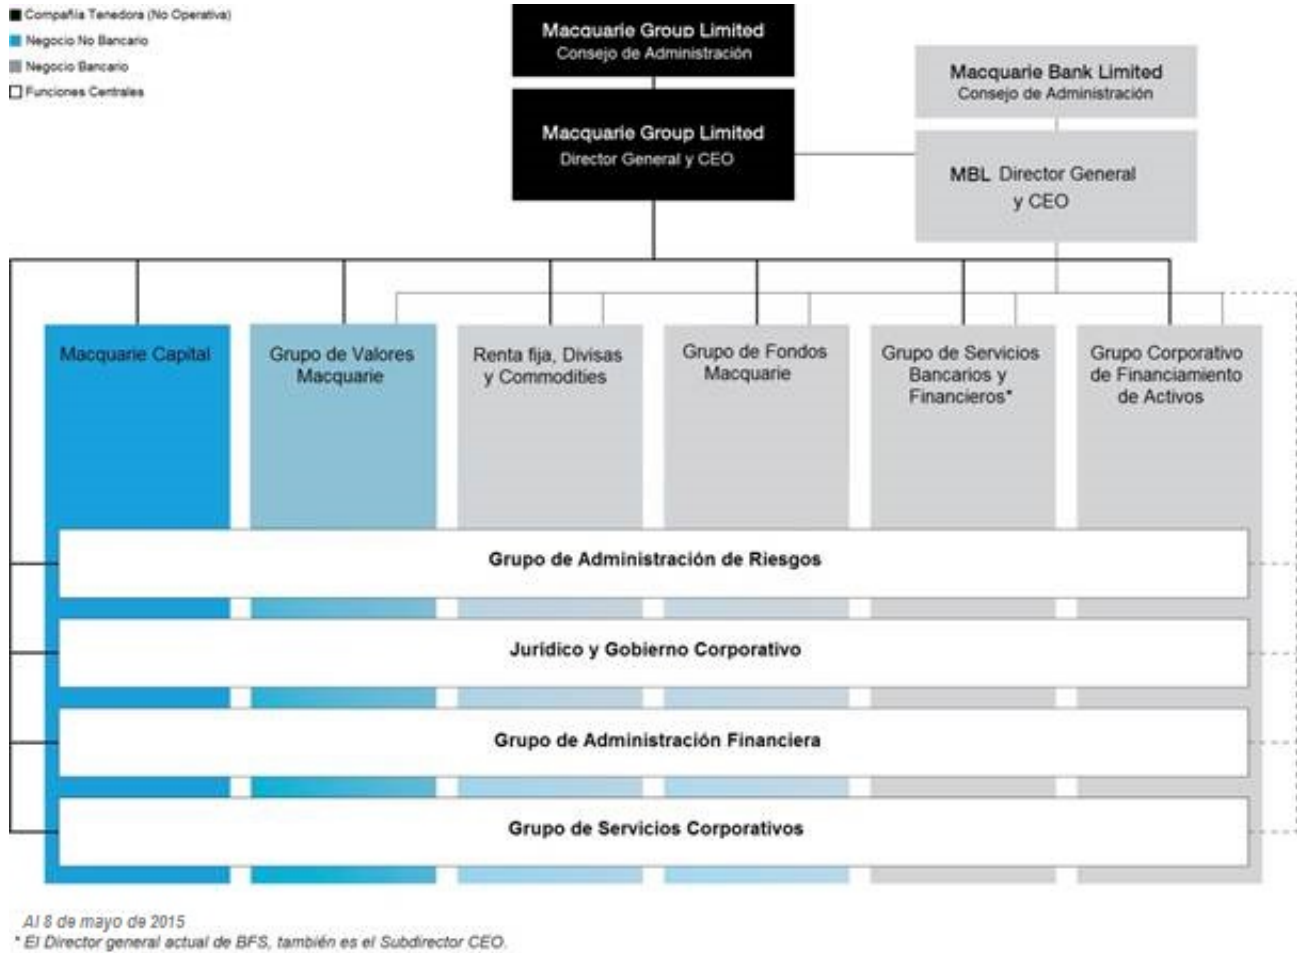 Compañía Tenedora (No Operativa)
Negocio No Bancario
Negocio Bancario
Funciones Centrales
Macquarie Group Limited
Consejo de Administración
Macquarie Group Limited
Director General y CEO
Macquarie Bank Limited
Consejo de Administración
MBL Director General
y CEO
Macquarie Capital
Grupo de Valores
Macquarie
Renta fija, Divisas
y Commodities
Grupo de Fondos
Macquarie
Grupo de Servicios
Bancarios y
Financieros*
Grupo Corporativo
de Financiamiento
de Activos
Grupo de Administración de Riesgos
Jurídico y Gobierno Corporativo
Grupo de Administración Financiera
Grupo de Servicios Corporativos
Al 8 de mayo de 2015
* El Director general actual de BFS, también es el Subdirector CEO.